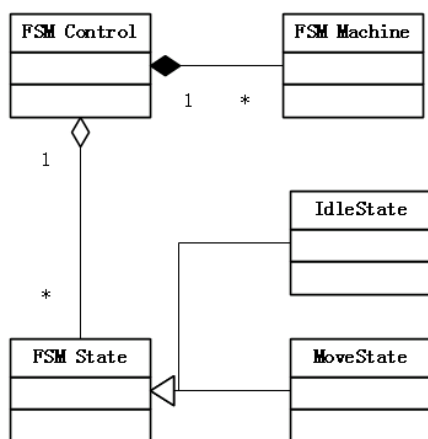 FSM Control
FSM Machine
1
*
1
IdleState
*
FSM State
MoveState